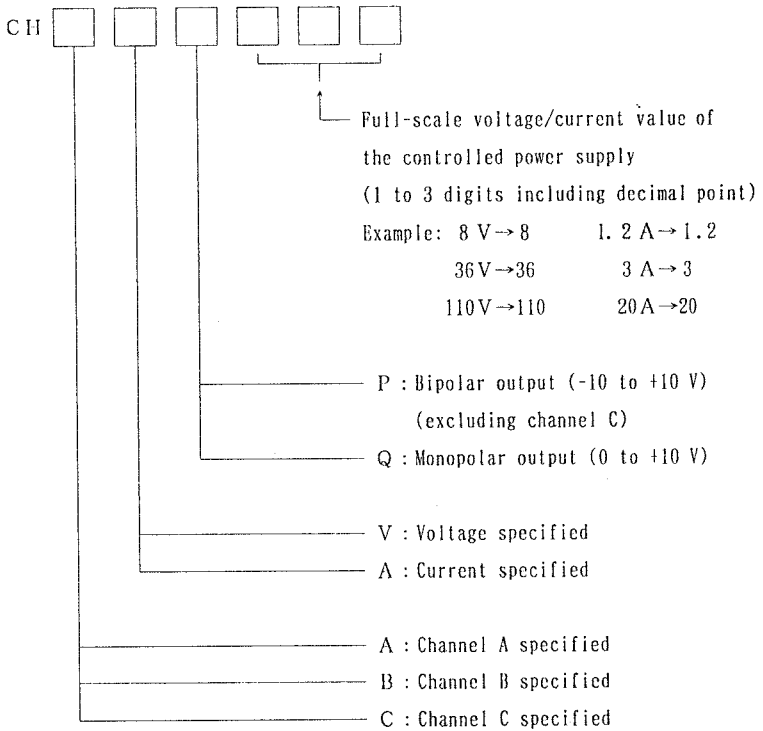 CH
Full-scale voltage/current value of
the controlled power supply
(1 to 3 digits including decimal point)
Example: 8 V→8 1.2 A→1.2
36V→36 3 A→3
110V→110 20A→20
P : Bipolar output (-10 to +10 V)
(excluding channel C)
Q : Monopolar output (0 to +10 V)
V : Voltage specified
A : Current specified
A : Channel A specified
B : Channel B specified
C : Channel C specified